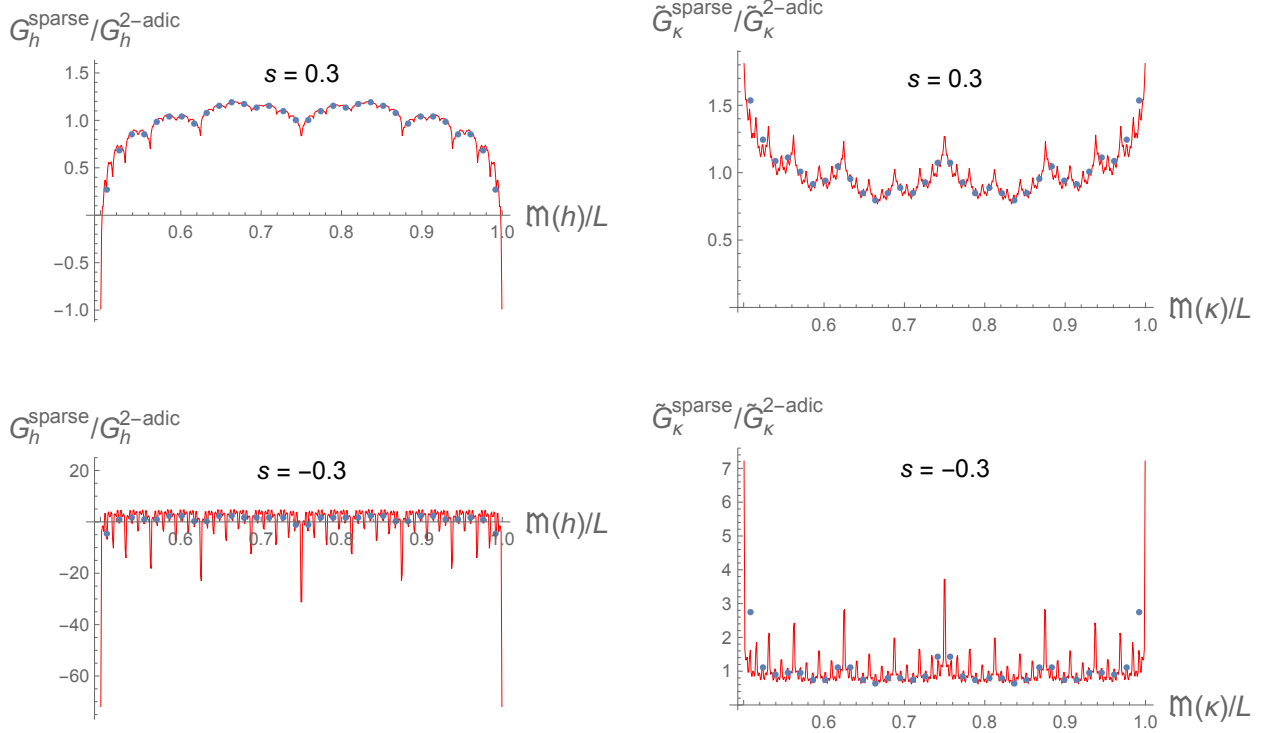 G_h^sparse/G_h^2-adic
s = 0.3
1.5
1.0
0.5
-0.5
-1.0
0.6 0.7 0.8 0.9 1.0
𝔐(h)/L
G̃_κ^sparse/G̃_κ^2-adic
s = 0.3
1.5
1.0
0.5
0.6 0.7 0.8 0.9 1.0
𝔐(κ)/L
G_h^sparse/G_h^2-adic
s = -0.3
20
-20
-40
-60
0.6 0.7 0.8 0.9 1.0
𝔐(h)/L
G̃_κ^sparse/G̃_κ^2-adic
s = -0.3
7
6
5
4
3
2
1
0.6 0.7 0.8 0.9 1.0
𝔐(κ)/L